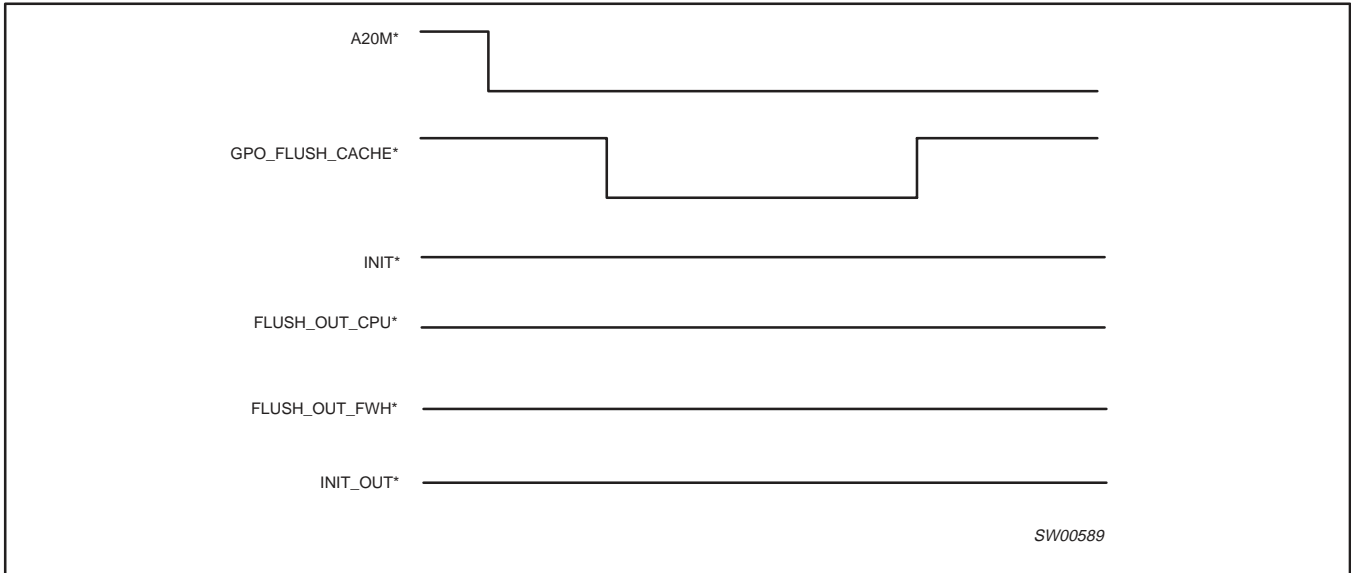 A20M*
GPO_FLUSH_CACHE*
INIT*
FLUSH_OUT_CPU*
FLUSH_OUT_FWH*
INIT_OUT*
SW00589